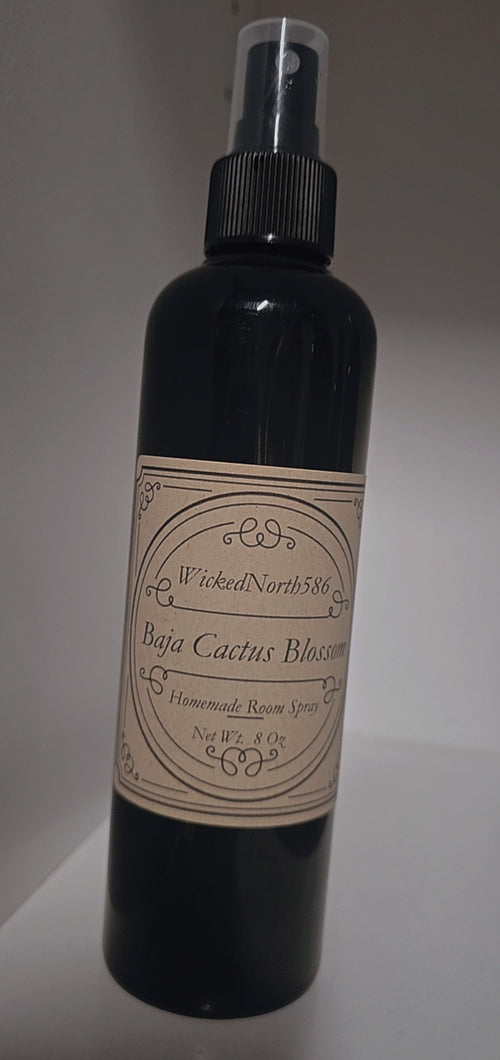 WickedNorth586
Baja Cactus Blossom
Homemade Room Spray
Net Wt, 8 Oz